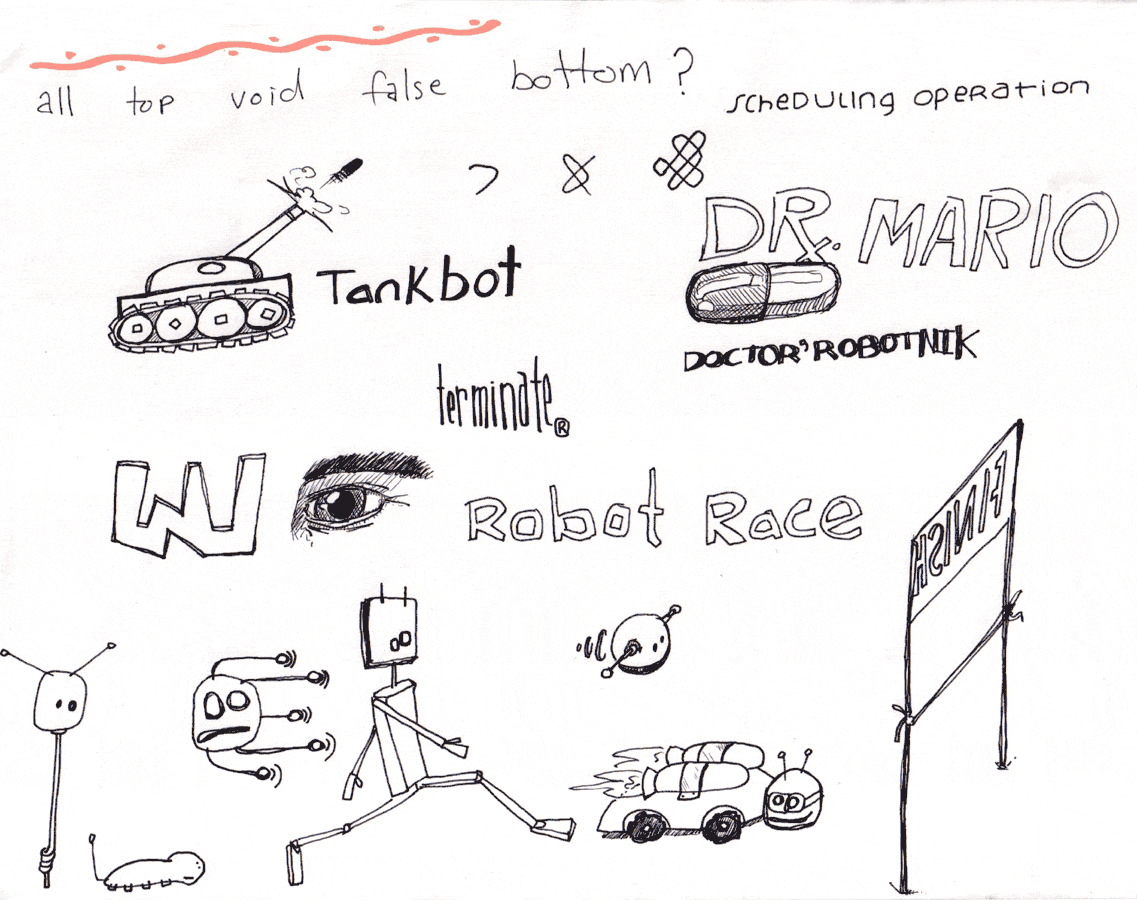 all top void false bottom?
scheduling operation
DR. MARIO
Tankbot
DOCTOR'ROBOTNIK
terminate®
W
Robot Race
FINISH